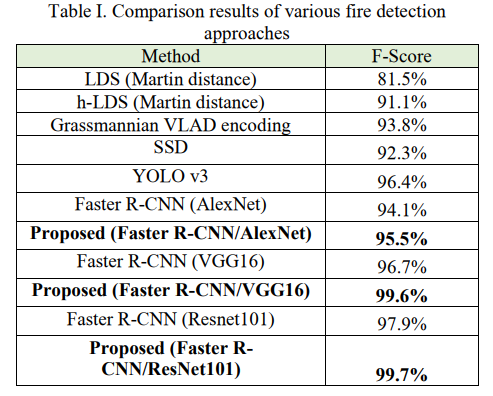 Table I. Comparison results of various fire detection
approaches
Method F-Score
LDS (Martin distance) 81.5%
h-LDS (Martin distance) 91.1%
Grassmannian VLAD encoding 93.8%
SSD 92.3%
YOLO v3 96.4%
Faster R-CNN (AlexNet) 94.1%
Proposed (Faster R-CNN/AlexNet) 95.5%
Faster R-CNN (VGG16) 96.7%
Proposed (Faster R-CNN/VGG16) 99.6%
Faster R-CNN (Resnet101) 97.9%
Proposed (Faster R-
CNN/ResNet101) 99.7%